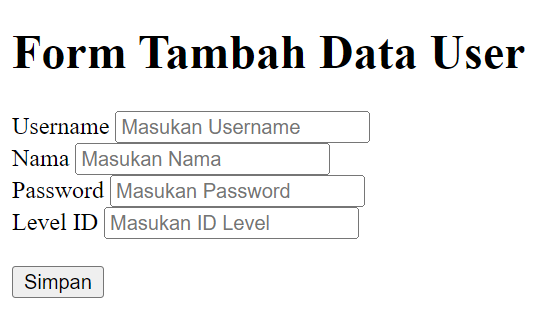 Form Tambah Data User
Username Masukan Username
Nama Masukan Nama
Password Masukan Password
Level ID Masukan ID Level
Simpan